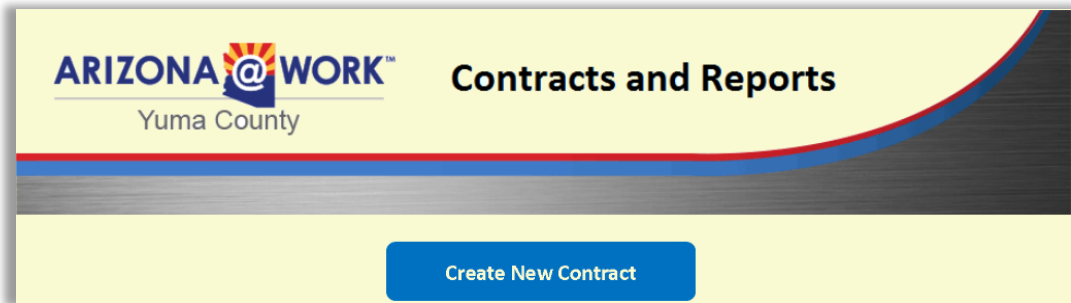 ARIZONA@WORK™
Yuma County
Contracts and Reports
Create New Contract